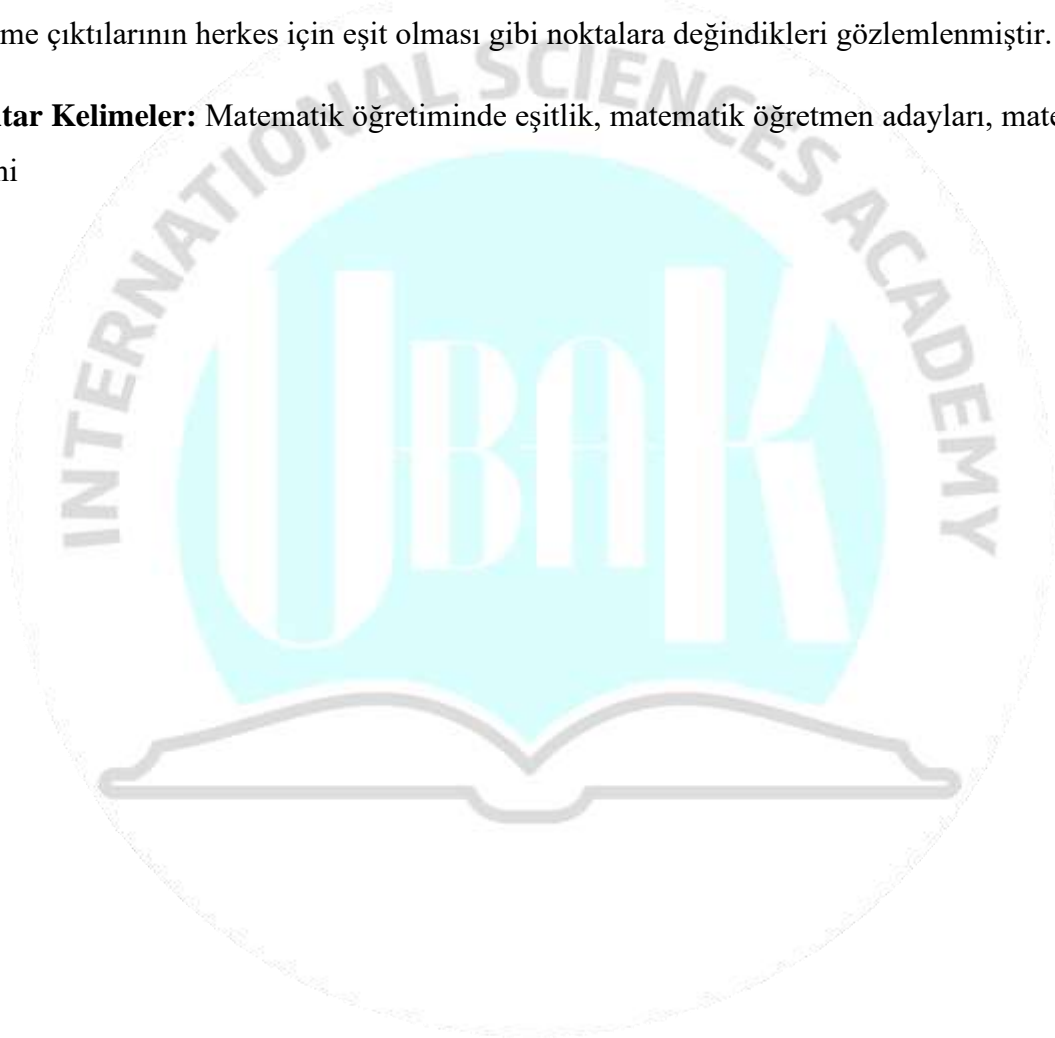 me çıktılarının herkes için eşit olması gibi noktalara değindikleri gözlemlenmiştir.
tar Kelimeler: Matematik öğretiminde eşitlik, matematik öğretmen adayları, mate
ni
INTERNATIONAL SCIENCES ACADEMY
UBAK